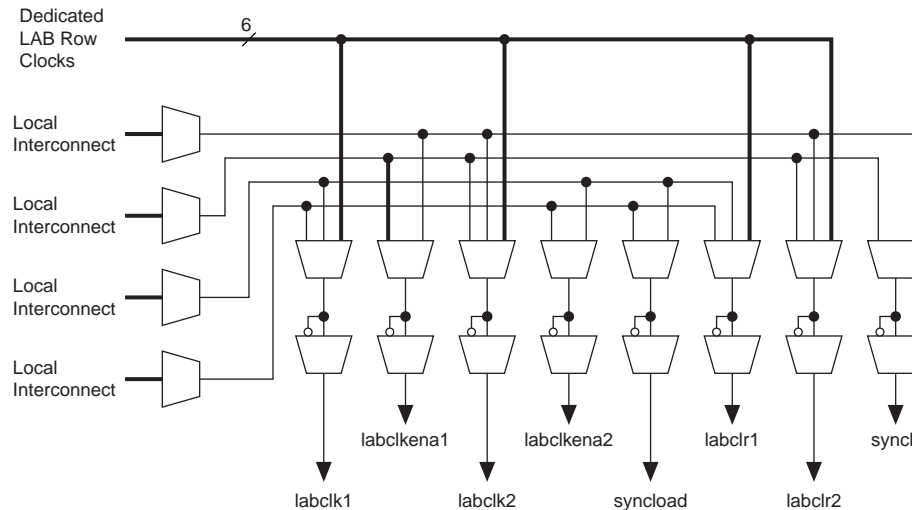 Dedicated
LAB Row
Clocks
6
Local
Interconnect
Local
Interconnect
Local
Interconnect
Local
Interconnect
labclkena1
labclkena2
labclr1
syncl
labclk1
labclk2
syncload
labclr2